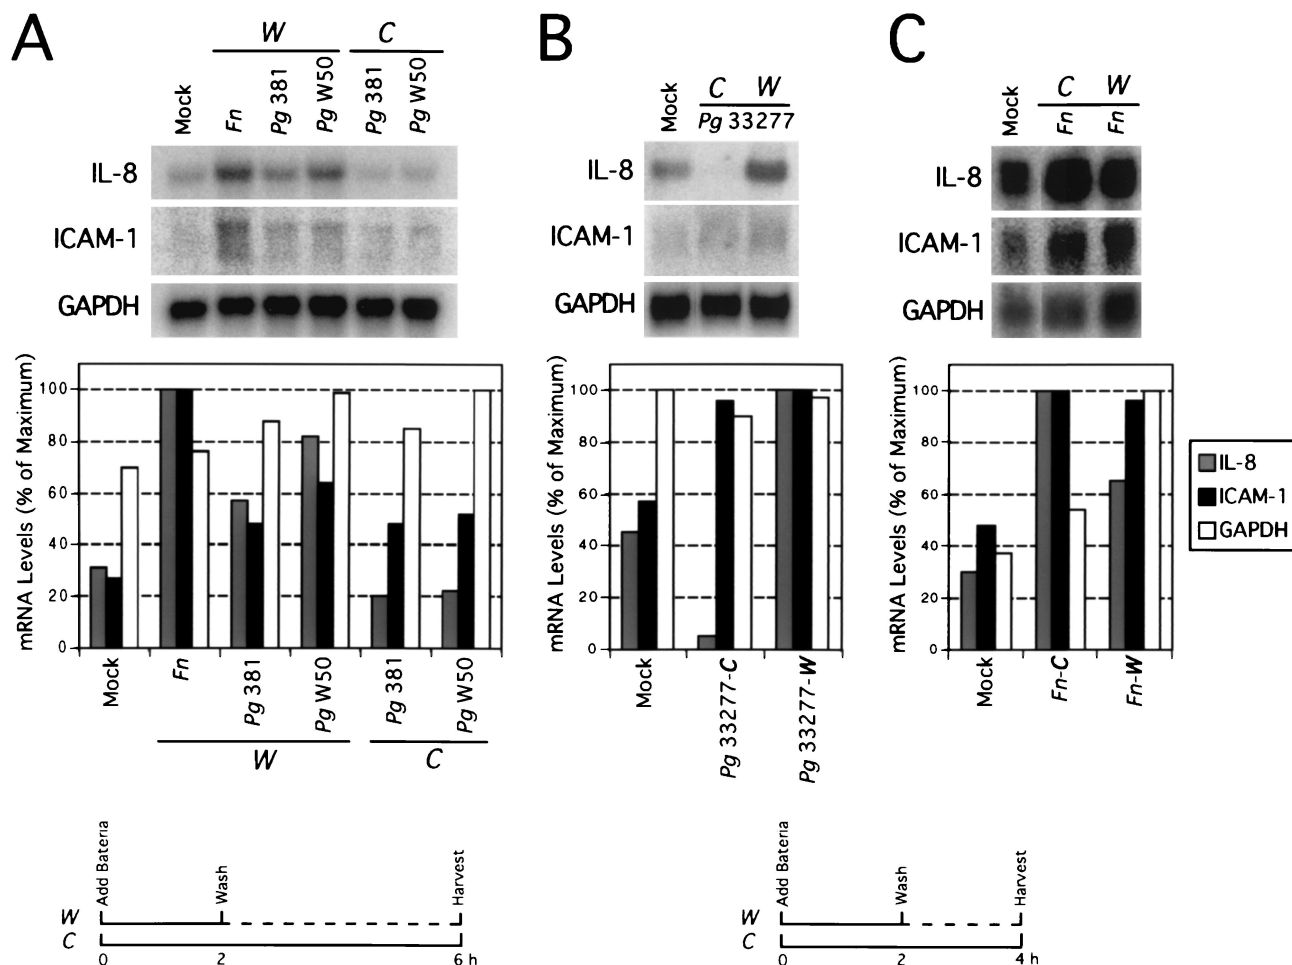 A
W
C
Mock
Fn
Pg 381
Pg W50
Pg 381
Pg W50
IL-8
ICAM-1
GAPDH
mRNA Levels (% of Maximum)
100
80
60
40
20
0
Mock
Fn
Pg 381
Pg W50
Pg 381
Pg W50
W
C
B
C
W
Mock
Pg 33277
IL-8
ICAM-1
GAPDH
mRNA Levels (% of Maximum)
100
80
60
40
20
0
Mock
Pg 33277-C
Pg 33277-W
C
C
W
Mock
Fn
Fn
IL-8
ICAM-1
GAPDH
mRNA Levels (% of Maximum)
100
80
60
40
20
0
Mock
Fn-C
Fn-W
IL-8
ICAM-1
GAPDH
Add Bateria
Wash
Harvest
W
C
0
2
6 h
Add Bateria
Wash
Harvest
W
C
0
2
4 h